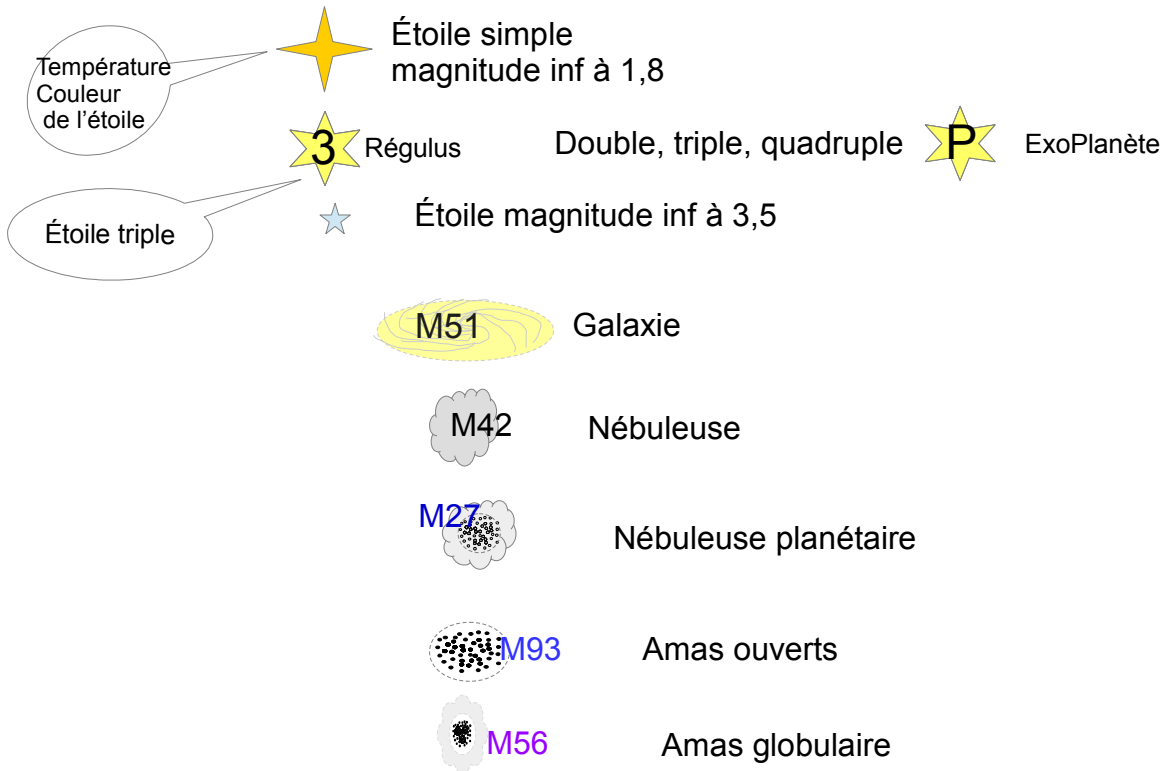 Étoile simple
magnitude inf à 1,8
Température
Couleur
de l'étoile
3
Régulus
Double, triple, quadruple
P
ExoPlanète
Étoile magnitude inf à 3,5
Étoile triple
M51
Galaxie
M42
Nébuleuse
M27
Nébuleuse planétaire
M93
Amas ouverts
M56
Amas globulaire